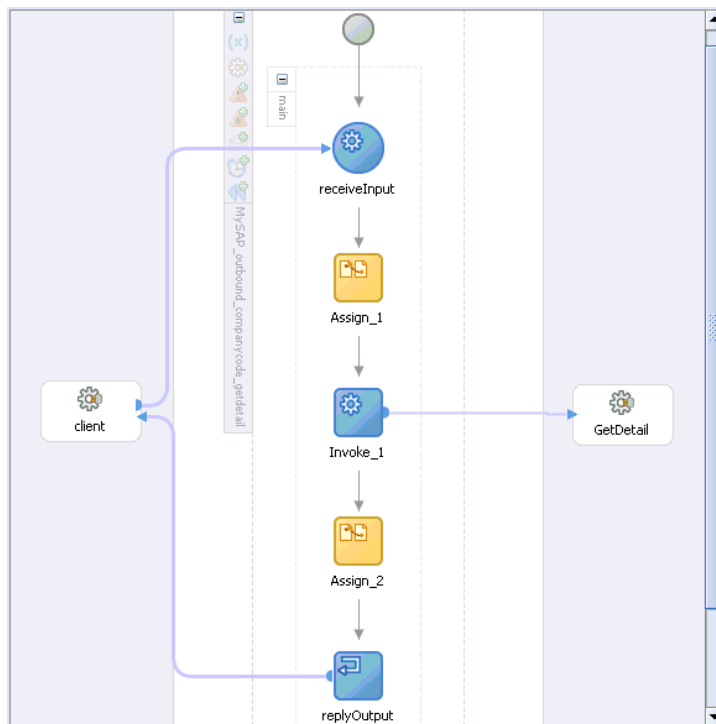 main
receiveInput
MySAP_outbound_companycode_getdetail
Assign_1
client
Invoke_1
GetDetail
Assign_2
replyOutput